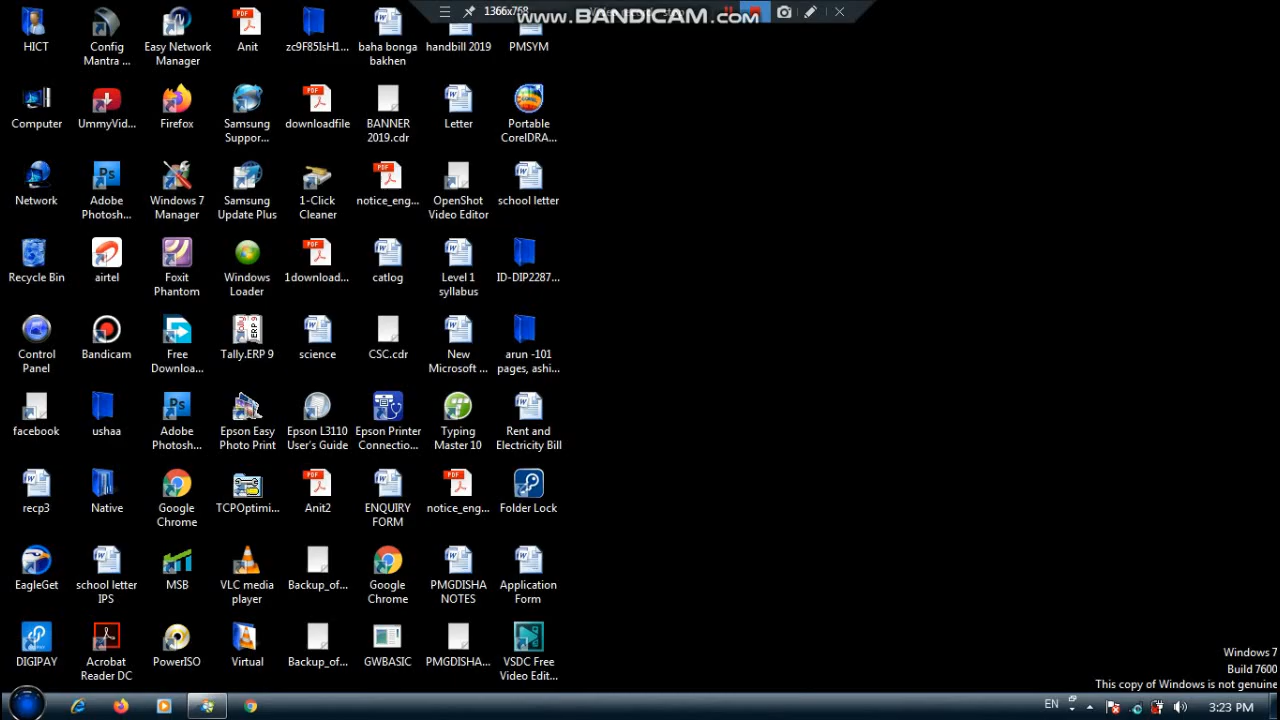 1366x768
www.BANDICAM.com
HICT
Config
Mantra ...
Easy Network
Manager
Anit
zc9F85IsH1...
baha bonga
bakhen
handbill 2019
PMSYM
Computer
UmmyVid...
Firefox
Samsung
Suppor...
downloadfile
BANNER
2019.cdr
Letter
Portable
CorelDRA...
Network
Adobe
Photosh...
Windows 7
Manager
Samsung
Update Plus
1-Click
Cleaner
notice_eng...
OpenShot
Video Editor
school letter
Recycle Bin
airtel
Foxit
Phantom
Windows
Loader
1download...
catlog
Level 1
syllabus
ID-DIP2287...
Control
Panel
Bandicam
Free
Downloa...
Tally.ERP 9
science
CSC.cdr
New
Microsoft ...
arun -101
pages, ashi...
facebook
ushaa
Adobe
Photosh...
Epson Easy
Photo Print
Epson L3110
User's Guide
Epson Printer
Connectio...
Typing
Master 10
Rent and
Electricity Bill
recp3
Native
Google
Chrome
TCPOptimi...
Anit2
ENQUIRY
FORM
notice_eng...
Folder Lock
EagleGet
school letter
IPS
MSB
VLC media
player
Backup_of...
Google
Chrome
PMGDISHA
NOTES
Application
Form
DIGIPAY
Acrobat
Reader DC
PowerISO
Virtual
Backup_of...
GWBASIC
PMGDISHA...
VSDC Free
Video Edit...
Windows 7
Build 7600
This copy of Windows is not genuine
EN
3:23 PM